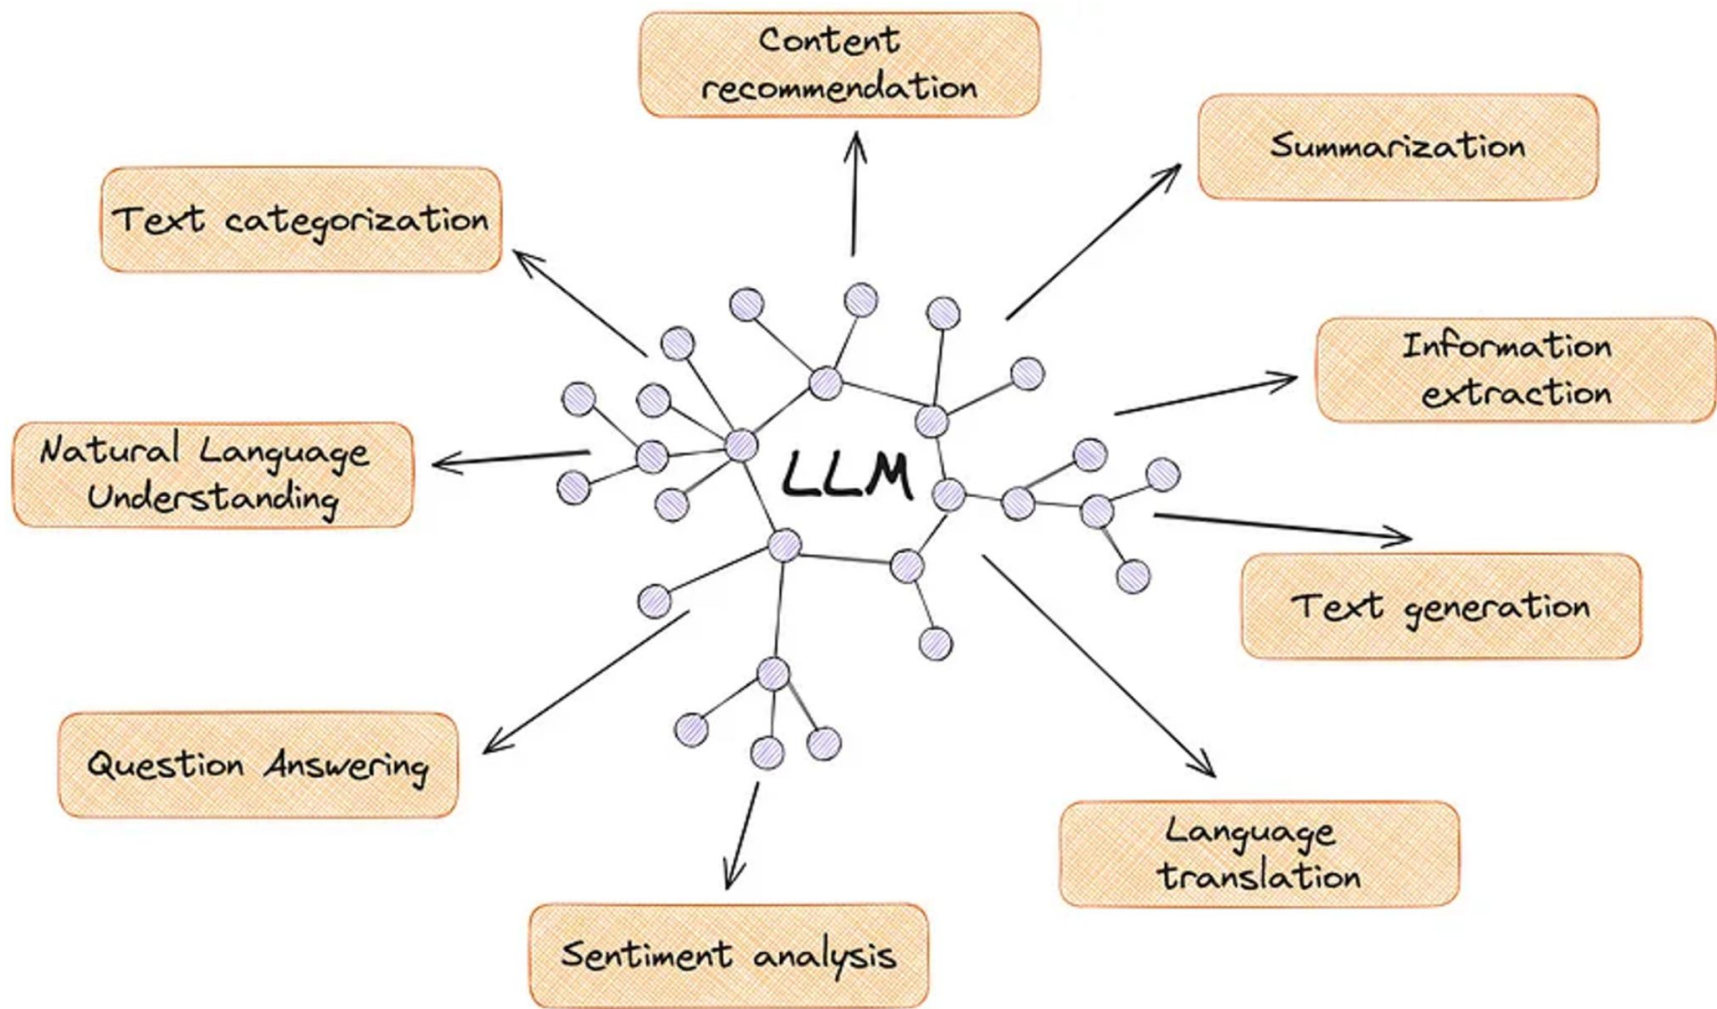 Content
recommendation
Summarization
Text categorization
Information
extraction
Natural Language
Understanding
LLM
Text generation
Question Answering
Language
translation
Sentiment analysis